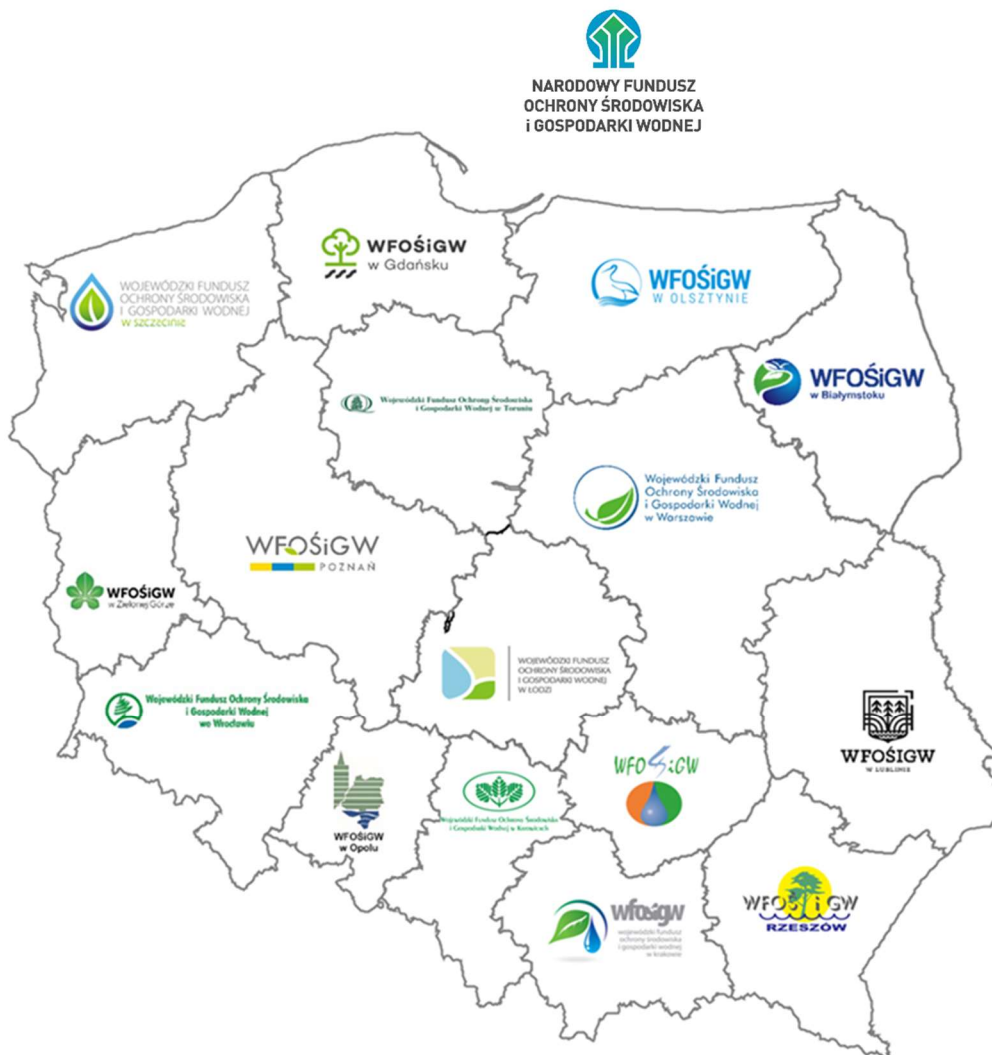 NARODOWY FUNDUSZ
OCHRONY ŚRODOWISKA
i GOSPODARKI WODNEJ
WFOŚiGW
w Gdańsku
WOJEWÓDZKI FUNDUSZ
OCHRONY ŚRODOWISKA
I GOSPODARKI WODNEJ
W SZCZECINIE
WFOŚiGW
W OLSZTYNIE
WFOŚiGW
w Białymstoku
Wojewódzki Fundusz Ochrony Środowiska
i Gospodarki Wodnej w Toruniu
Wojewódzki Fundusz
Ochrony Środowiska
i Gospodarki Wodnej
w Warszawie
WFOŚiGW
POZNAŃ
WFOŚiGW
w Zielonej Górze
WOJEWÓDZKI FUNDUSZ
OCHRONY ŚRODOWISKA
I GOSPODARKI WODNEJ
W ŁODZI
Wojewódzki Fundusz Ochrony Środowiska
i Gospodarki Wodnej
we Wrocławiu
WFOŚIGW
W LUBLINIE
WFOŚiGW
w Opolu
Wojewódzki Fundusz Ochrony Środowiska
i Gospodarki Wodnej w Katowicach
WFOŚiGW
WFOŚiGW
RZESZÓW
wfośigw
wojewódzki fundusz
ochrony środowiska
i gospodarki wodnej
w krakowie